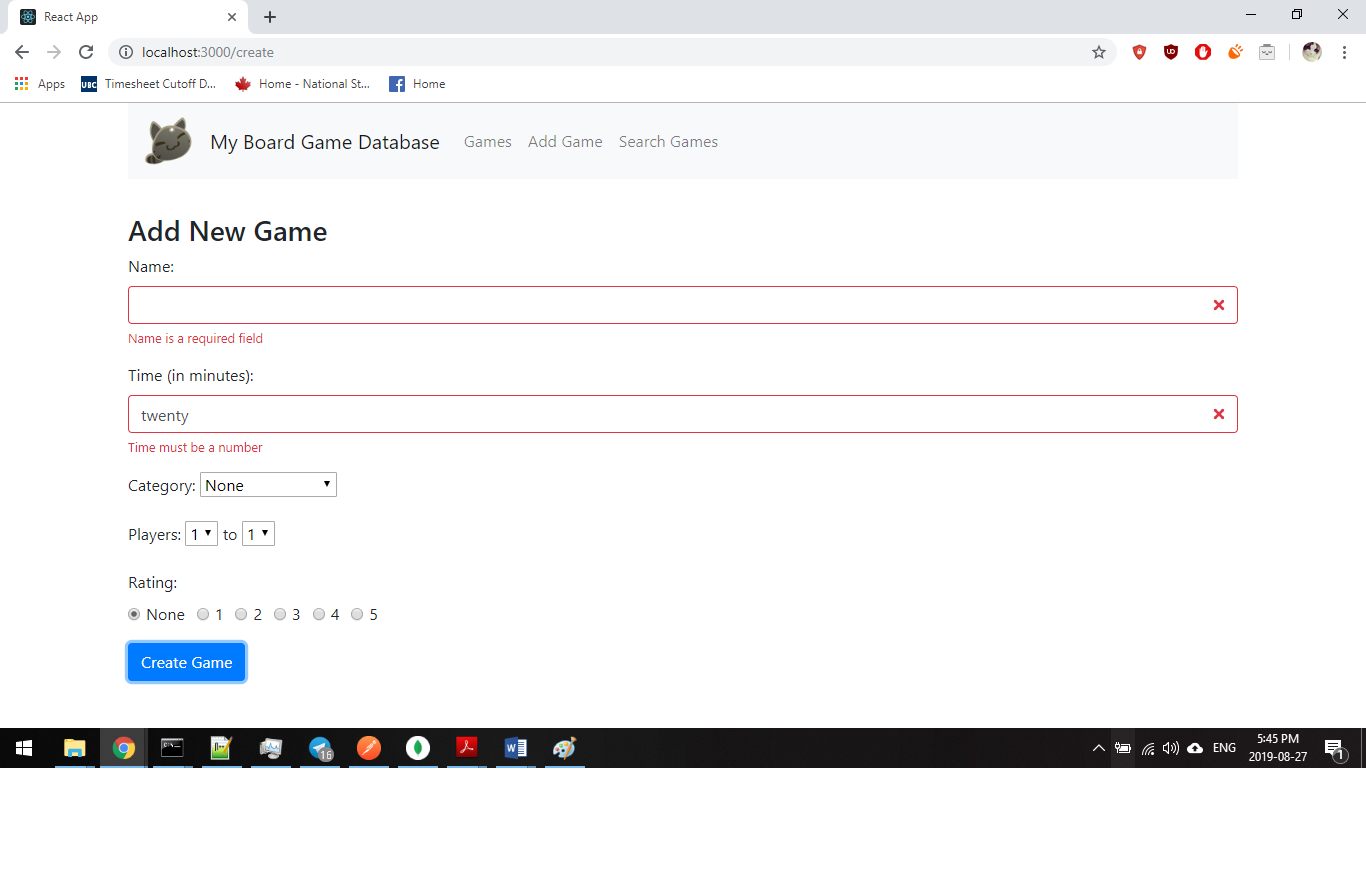 React App
localhost:3000/create
Apps UBC Timesheet Cutoff D... Home - National St... Home
My Board Game Database Games Add Game Search Games
Add New Game
Name:
Name is a required field
Time (in minutes):
twenty
Time must be a number
Category: None
Players: 1 to 1
Rating:
None 1 2 3 4 5
Create Game
16
ENG
5:45 PM
2019-08-27
1